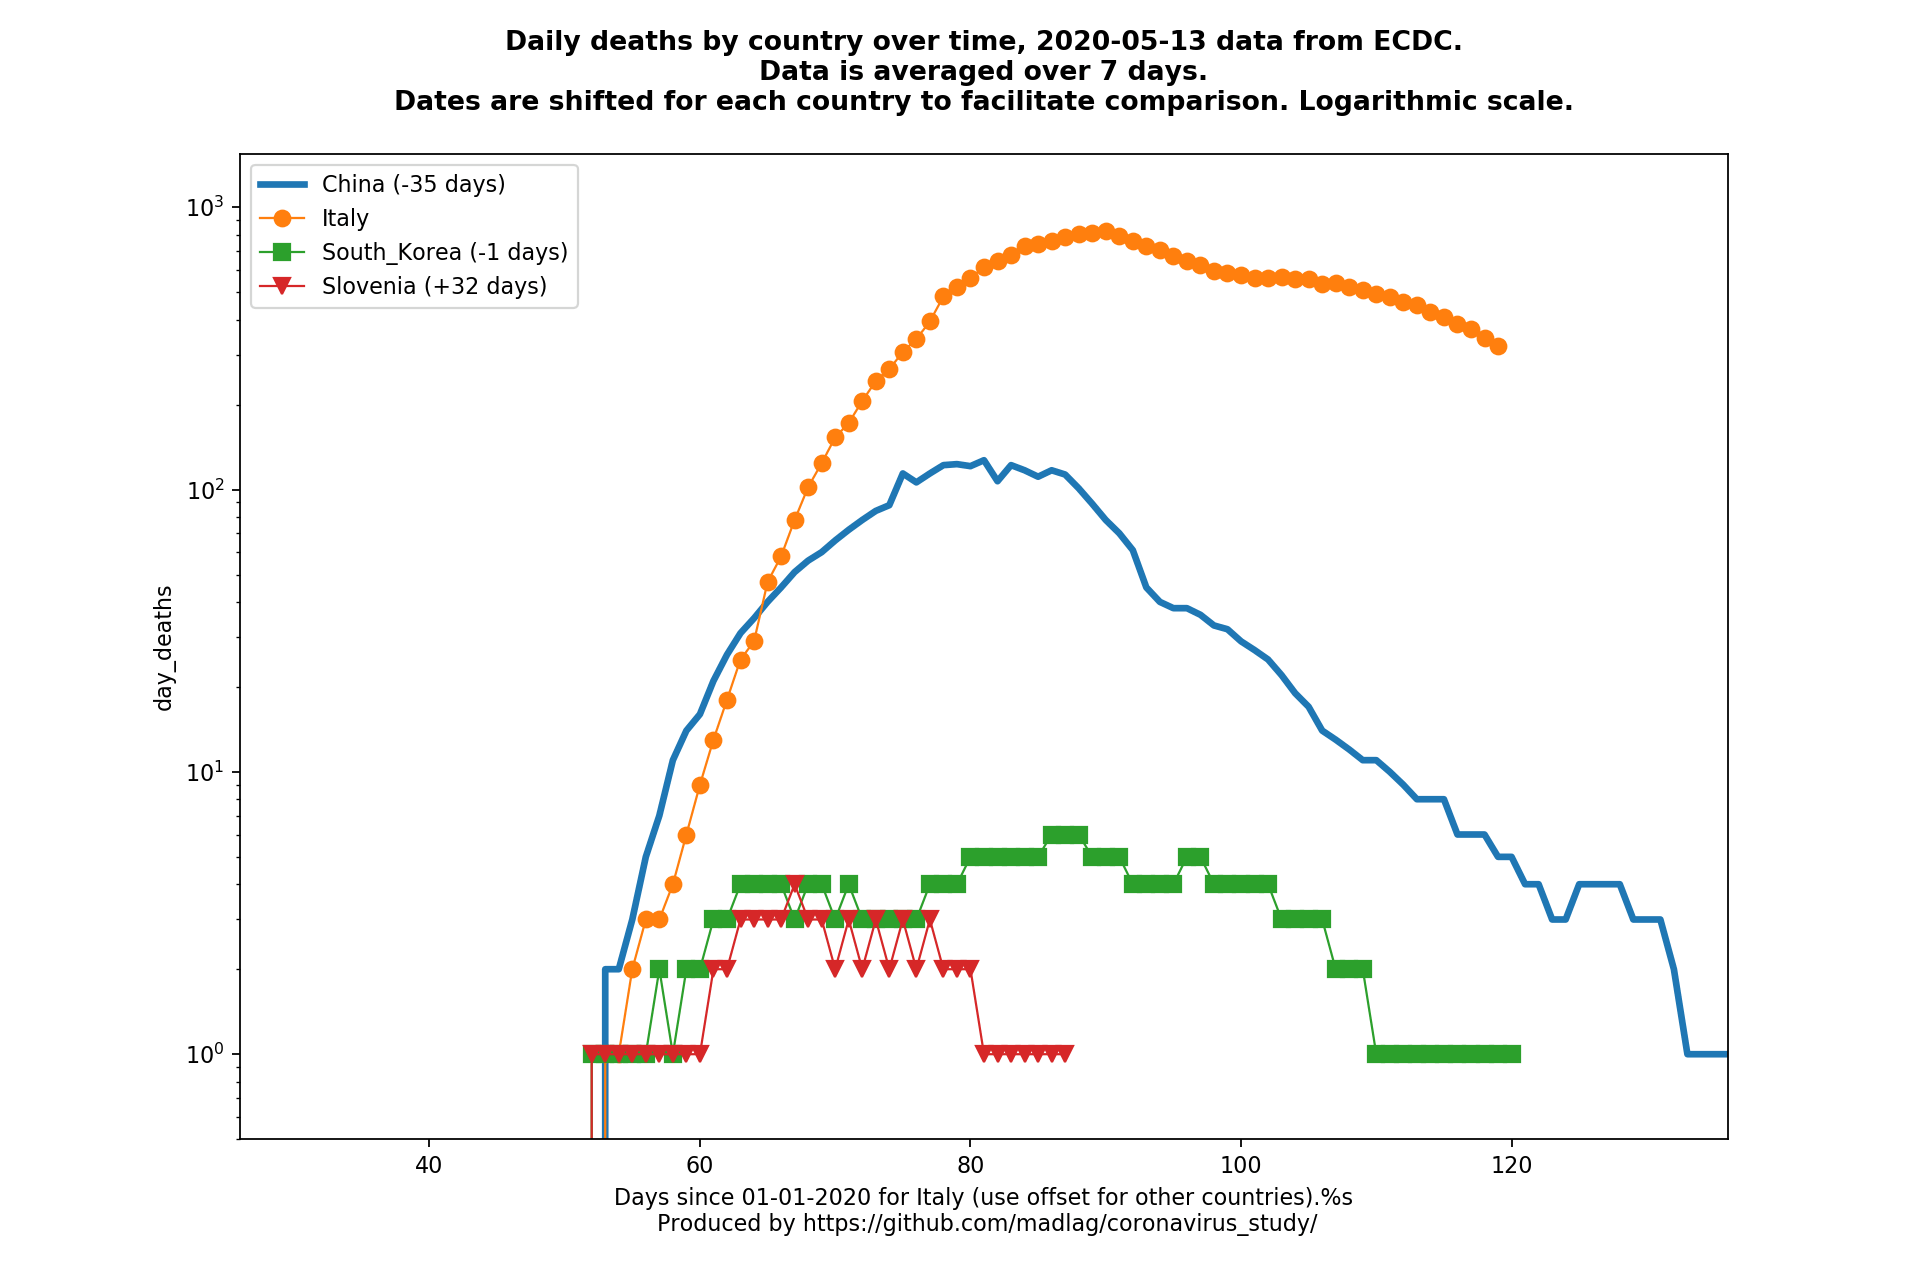 Daily deaths by country over time, 2020-05-13 data from ECDC.
Data is averaged over 7 days.
Dates are shifted for each country to facilitate comparison. Logarithmic scale.
China (-35 days)
Italy
South_Korea (-1 days)
Slovenia (+32 days)
10³
10²
10¹
10⁰
day_deaths
40 60 80 100 120
Days since 01-01-2020 for Italy (use offset for other countries).%s
Produced by https://github.com/madlag/coronavirus_study/